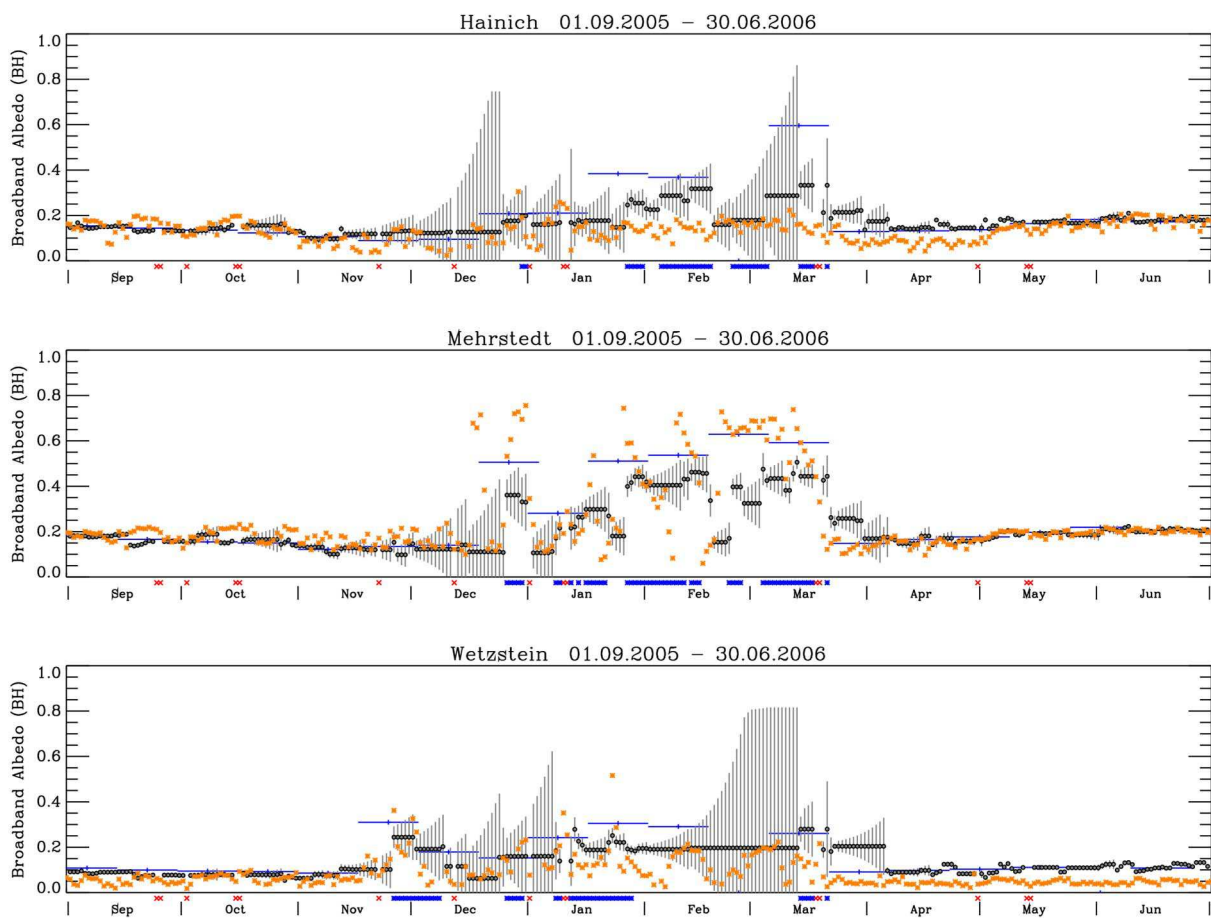 Hainich 01.09.2005 – 30.06.2006
Broadband Albedo (BH)
1.0
0.8
0.6
0.4
0.2
0.0
Sep Oct Nov Dec Jan Feb Mar Apr May Jun
Mehrstedt 01.09.2005 – 30.06.2006
Broadband Albedo (BH)
1.0
0.8
0.6
0.4
0.2
0.0
Sep Oct Nov Dec Jan Feb Mar Apr May Jun
Wetzstein 01.09.2005 – 30.06.2006
Broadband Albedo (BH)
1.0
0.8
0.6
0.4
0.2
0.0
Sep Oct Nov Dec Jan Feb Mar Apr May Jun